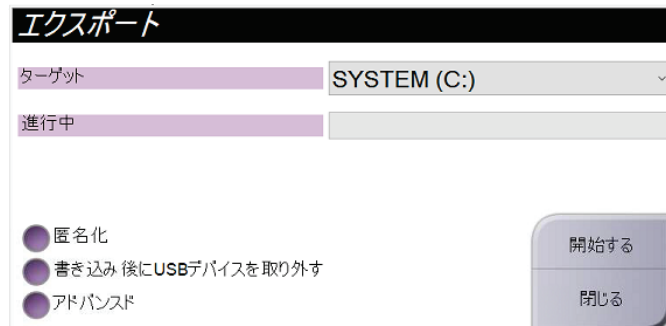 エクスポート
ターゲット
SYSTEM (C:)
進行中
匿名化
書き込み後にUSBデバイスを取り外す
アドバンスド
開始する
閉じる